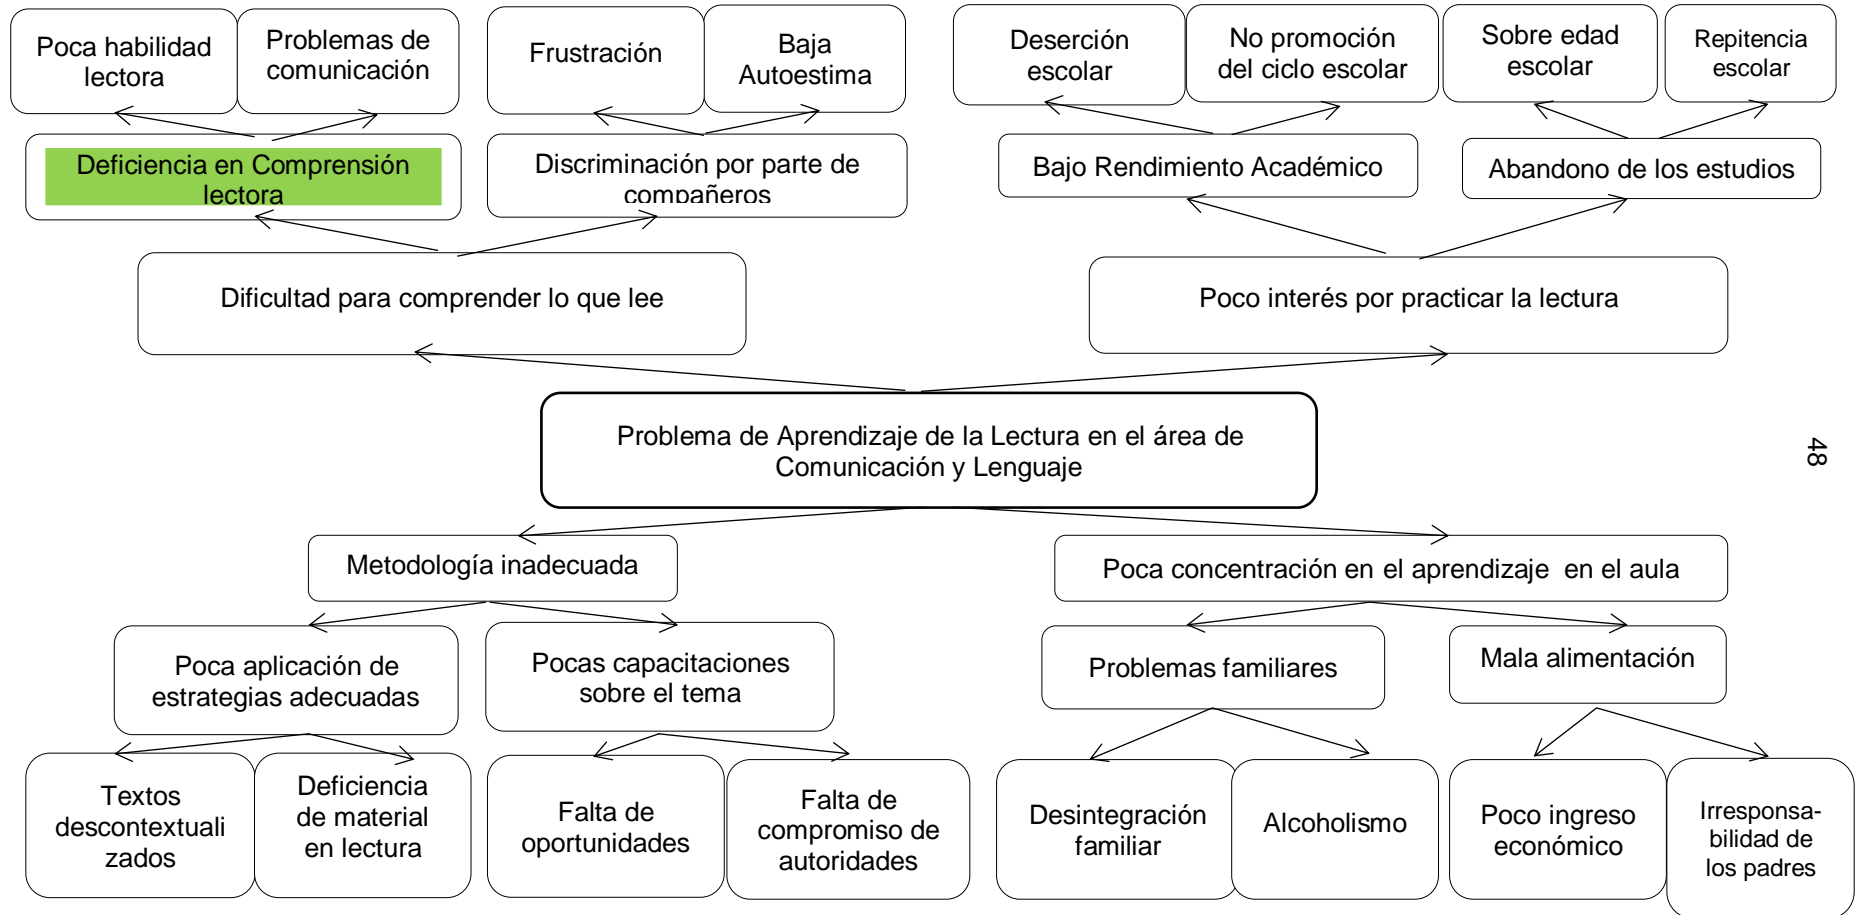 Poca habilidad
lectora
Problemas de
comunicación
Frustración
Baja
Autoestima
Deserción
escolar
No promoción
del ciclo escolar
Sobre edad
escolar
Repitencia
escolar
Deficiencia en Comprensión
lectora
Discriminación por parte de
compañeros
Bajo Rendimiento Académico
Abandono de los estudios
Dificultad para comprender lo que lee
Poco interés por practicar la lectura
Problema de Aprendizaje de la Lectura en el área de
Comunicación y Lenguaje
48
Metodología inadecuada
Poca concentración en el aprendizaje en el aula
Poca aplicación de
estrategias adecuadas
Pocas capacitaciones
sobre el tema
Problemas familiares
Mala alimentación
Textos
descontextuali
zados
Deficiencia
de material
en lectura
Falta de
oportunidades
Falta de
compromiso de
autoridades
Desintegración
familiar
Alcoholismo
Poco ingreso
económico
Irresponsa-
bilidad de
los padres